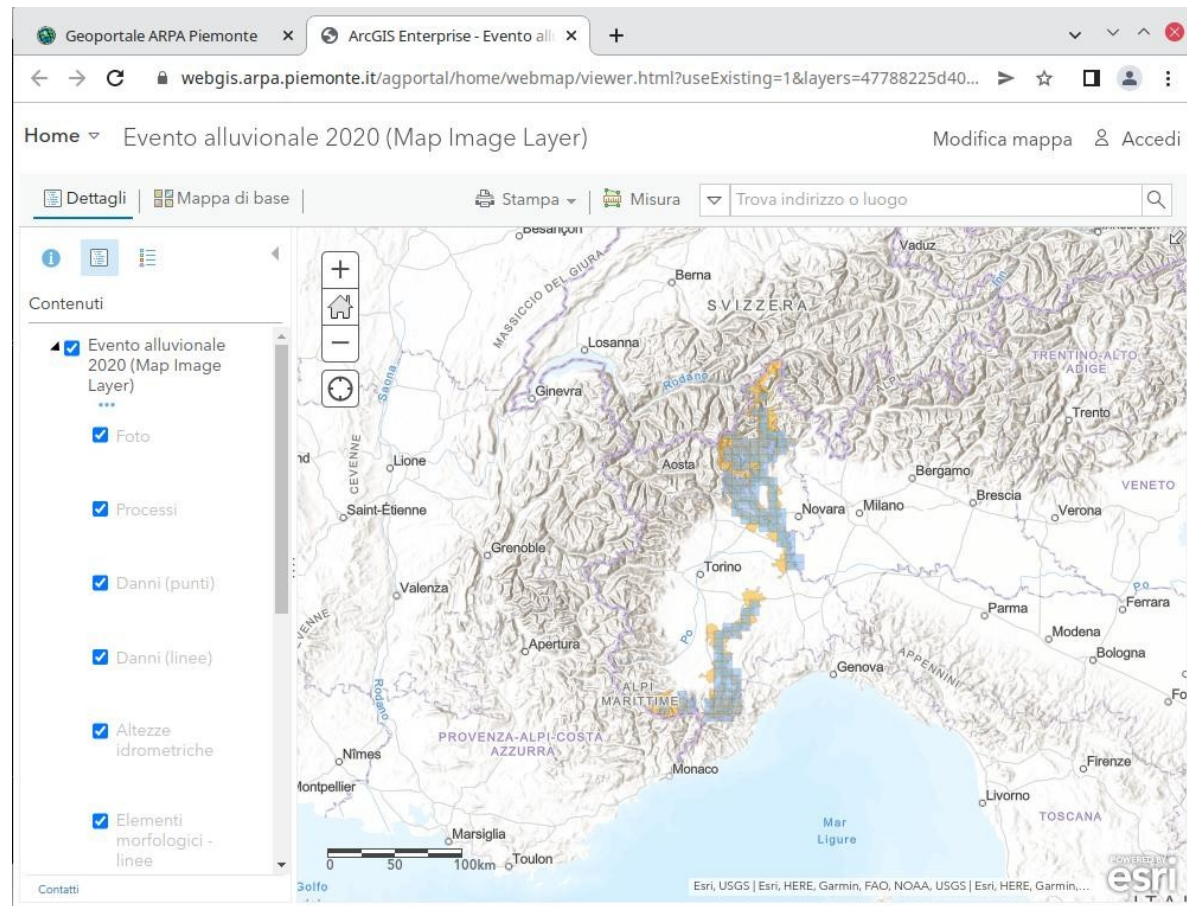 Geoportale ARPA Piemonte
ArcGIS Enterprise - Evento all
webgis.arpa.piemonte.it/agportal/home/webmap/viewer.html?useExisting=1&layers=47788225d40...
Home Evento alluvionale 2020 (Map Image Layer)
Modifica mappa Accedi
Dettagli Mappa di base
Stampa Misura Trova indirizzo o luogo
Contenuti
Evento alluvionale
2020 (Map Image
Layer)
Foto
Processi
Danni (punti)
Danni (linee)
Altezze
idrometriche
Elementi
morfologici -
linee
Contatti
Besançon
MASSICCIO DEL GIURA
Berna
Vaduz
Inn
SVIZZERA
Losanna
Saona
Ginevra
Rodano
ALPI
TRENTINO-ALTO
ADIGE
Trento
CEVENNE
Lione
Aosta
Bergamo
VENETO
Saint-Étienne
Novara
Milano
Brescia
Verona
Grenoble
Torino
Valenza
Po
Ferrara
Parma
Po
Modena
Apertura
Bologna
Genova
APPENNINI
ALPI
MARITTIME
Rodano
PROVENZA-ALPI-COSTA
AZZURRA
Nîmes
Monaco
Firenze
Montpellier
Livorno
TOSCANA
Mar
Ligure
Marsiglia
0 50 100km
Toulon
Golfo
Esri, USGS | Esri, HERE, Garmin, FAO, NOAA, USGS | Esri, HERE, Garmin,...
POWERED BY
esri